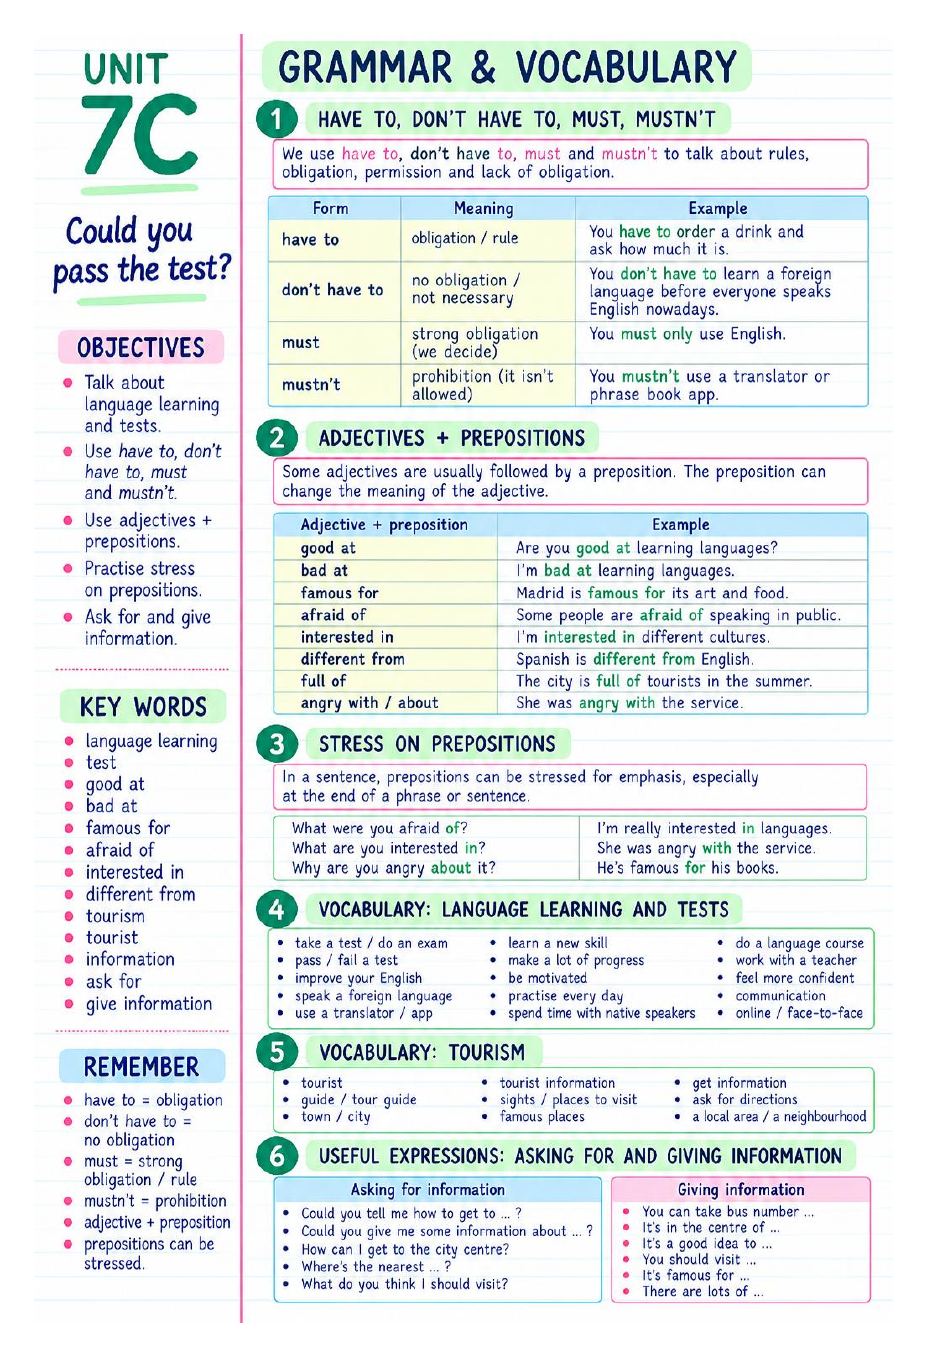 UNIT
7C
Could you
pass the test?
OBJECTIVES
• Talk about
language learning
and tests.
• Use have to, don't
have to, must
and mustn't.
• Use adjectives +
prepositions.
• Practise stress
on prepositions.
• Ask for and give
information.
KEY WORDS
• language learning
• test
• good at
• bad at
• famous for
• afraid of
• interested in
• different from
• tourism
• tourist
• information
• ask for
• give information
REMEMBER
• have to = obligation
• don't have to =
no obligation
• must = strong
obligation / rule
• mustn't = prohibition
• adjective + preposition
• prepositions can be
stressed.
GRAMMAR & VOCABULARY
1 HAVE TO, DON'T HAVE TO, MUST, MUSTN'T
We use have to, don't have to, must and mustn't to talk about rules,
obligation, permission and lack of obligation.
Form Meaning Example
have to obligation / rule You have to order a drink and
ask how much it is.
don't have to no obligation /
not necessary You don't have to learn a foreign
language before everyone speaks
English nowadays.
must strong obligation
(we decide) You must only use English.
mustn't prohibition (it isn't
allowed) You mustn't use a translator or
phrase book app.
2 ADJECTIVES + PREPOSITIONS
Some adjectives are usually followed by a preposition. The preposition can
change the meaning of the adjective.
Adjective + preposition Example
good at Are you good at learning languages?
bad at I'm bad at learning languages.
famous for Madrid is famous for its art and food.
afraid of Some people are afraid of speaking in public.
interested in I'm interested in different cultures.
different from Spanish is different from English.
full of The city is full of tourists in the summer.
angry with / about She was angry with the service.
3 STRESS ON PREPOSITIONS
In a sentence, prepositions can be stressed for emphasis, especially
at the end of a phrase or sentence.
What were you afraid of?
What are you interested in?
Why are you angry about it?
I'm really interested in languages.
She was angry with the service.
He's famous for his books.
4 VOCABULARY: LANGUAGE LEARNING AND TESTS
• take a test / do an exam
• pass / fail a test
• improve your English
• speak a foreign language
• use a translator / app
• learn a new skill
• make a lot of progress
• be motivated
• practise every day
• spend time with native speakers
• do a language course
• work with a teacher
• feel more confident
• communication
• online / face-to-face
5 VOCABULARY: TOURISM
• tourist
• guide / tour guide
• town / city
• tourist information
• sights / places to visit
• famous places
• get information
• ask for directions
• a local area / a neighbourhood
6 USEFUL EXPRESSIONS: ASKING FOR AND GIVING INFORMATION
Asking for information
• Could you tell me how to get to ... ?
• Could you give me some information about ... ?
• How can I get to the city centre?
• Where's the nearest ... ?
• What do you think I should visit?
Giving information
• You can take bus number ...
• It's in the centre of ...
• It's a good idea to ...
• You should visit ...
• It's famous for ...
• There are lots of ...